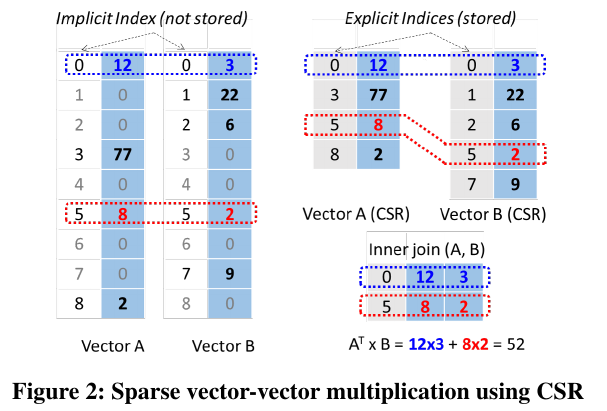 Implicit Index (not stored)
0 12 0 3
1 0 1 22
2 0 2 6
3 77 3 0
4 0 4 0
5 8 5 2
6 0 6 0
7 0 7 9
8 2 8 0
Vector A Vector B
Explicit Indices (stored)
0 12 0 3
3 77 1 22
5 8 2 6
8 2 5 2
7 9
Vector A (CSR) Vector B (CSR)
Inner join (A, B)
0 12 3
5 8 2
Aᵀ x B = 12x3 + 8x2 = 52
Figure 2: Sparse vector-vector multiplication using CSR